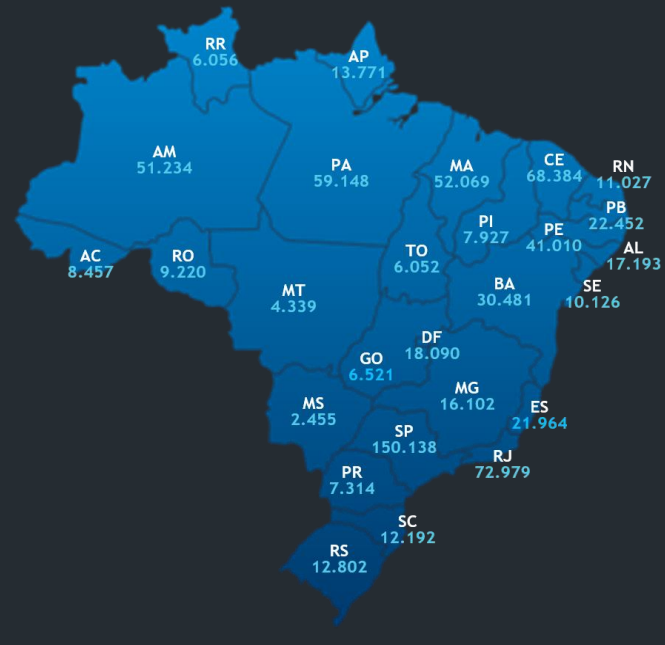 RR
6.056
AP
13.771
AM
51.234
PA
59.148
MA
52.069
CE
68.384
RN
11.027
PI
7.927
PE
41.010
PB
22.452
AL
17.193
SE
10.126
AC
8.457
RO
9.220
TO
6.052
BA
30.481
MT
4.339
DF
18.090
GO
6.521
MG
16.102
ES
21.964
MS
2.455
SP
150.138
RJ
72.979
PR
7.314
SC
12.192
RS
12.802